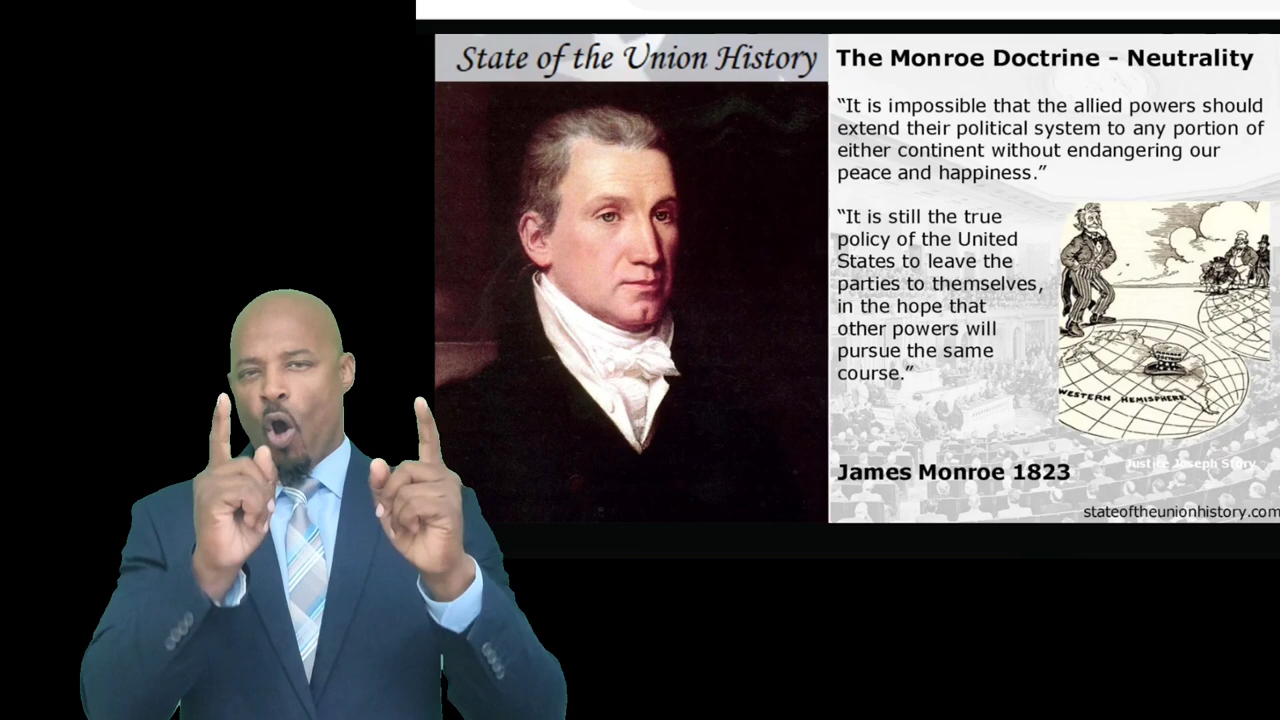 State of the Union History
The Monroe Doctrine - Neutrality
“It is impossible that the allied powers should
extend their political system to any portion of
either continent without endangering our
peace and happiness.”
“It is still the true
policy of the United
States to leave the
parties to themselves,
in the hope that
other powers will
pursue the same
course.”
WESTERN HEMISPHERE
James Monroe 1823
Justice Joseph Story
stateoftheunionhistory.com